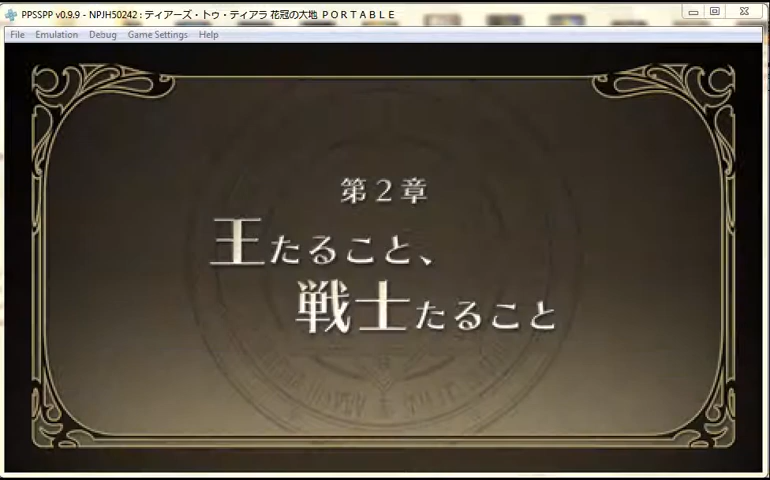 PPSSPP v0.9.9 - NPJH50242 : ティアーズ・トゥ・ティアラ 花冠の大地 ＰＯＲＴＡＢＬＥ
File Emulation Debug Game Settings Help
第２章
王たること、
戦士たること